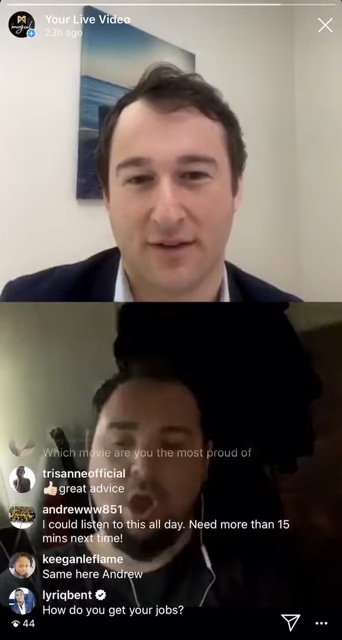 Your Live Video
23h ago
Which movie are you the most proud of
trisanneofficial
👍🏻great advice
andrewww851
I could listen to this all day. Need more than 15
mins next time!
keeganleflame
Same here Andrew
lyriqbent
How do you get your jobs?
44